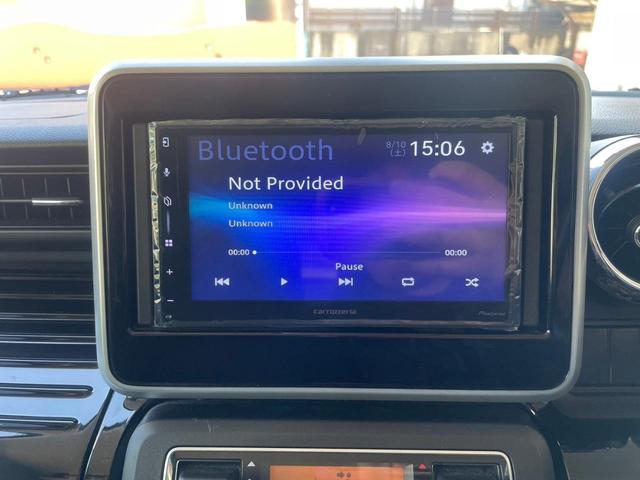 Bluetooth
8/10
(土)
15:06
Not Provided
Unknown
Unknown
00:00
00:00
Pause
carrozzeria
Pioneer